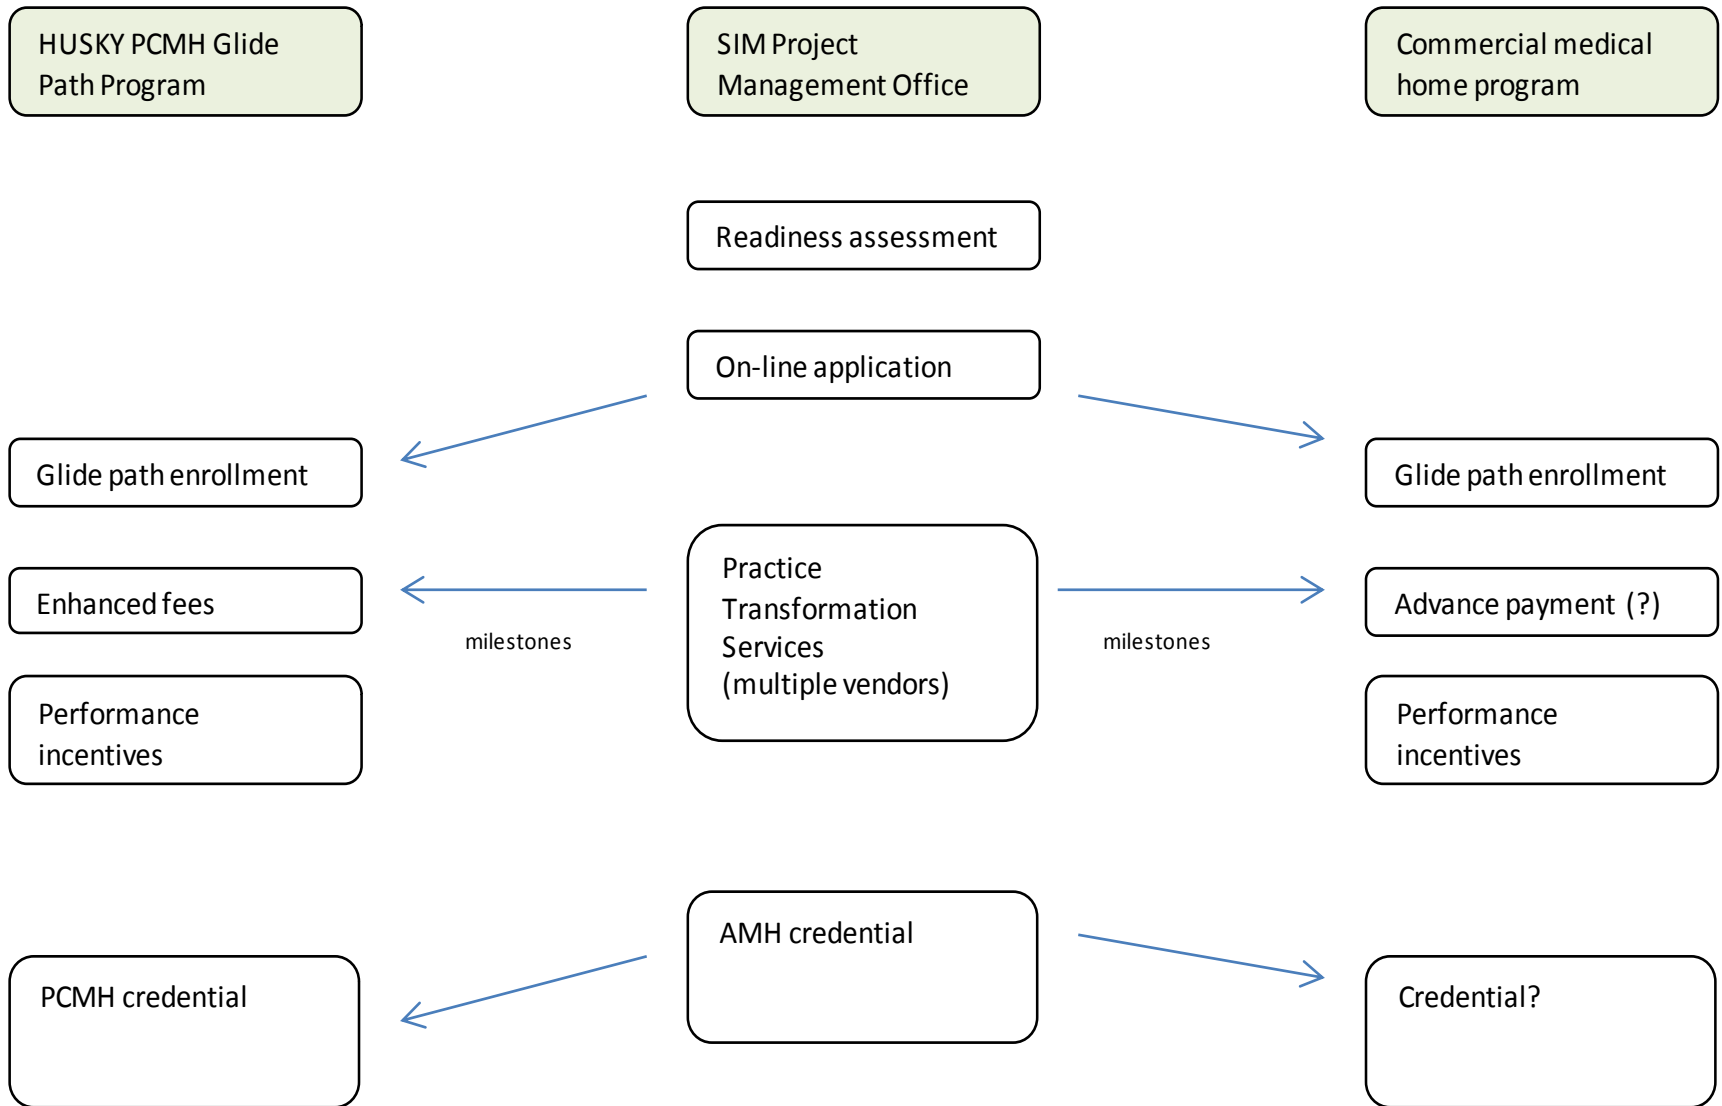 HUSKY PCMH Glide
Path Program
SIM Project
Management Office
Commercial medical
home program
Readiness assessment
On-line application
Glide path enrollment
Glide path enrollment
Enhanced fees
milestones
Practice
Transformation
Services
(multiple vendors)
milestones
Advance payment (?)
Performance
incentives
Performance
incentives
AMH credential
PCMH credential
Credential?